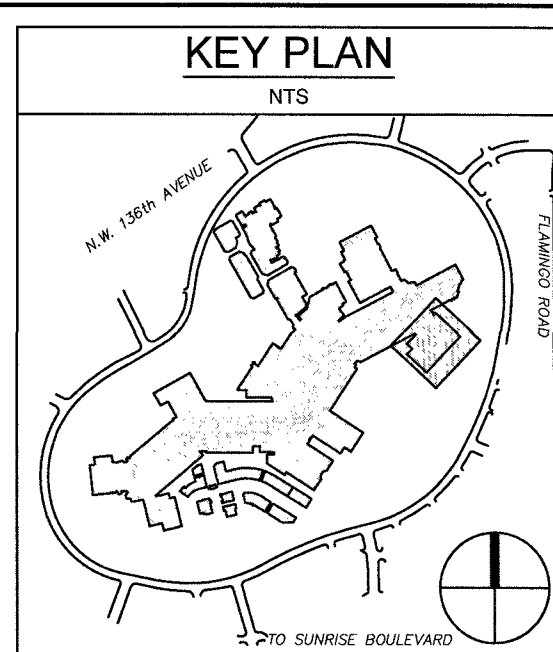 KEY PLAN
NTS
N.W. 136th AVENUE
FLAMINGO ROAD
TO SUNRISE BOULEVARD